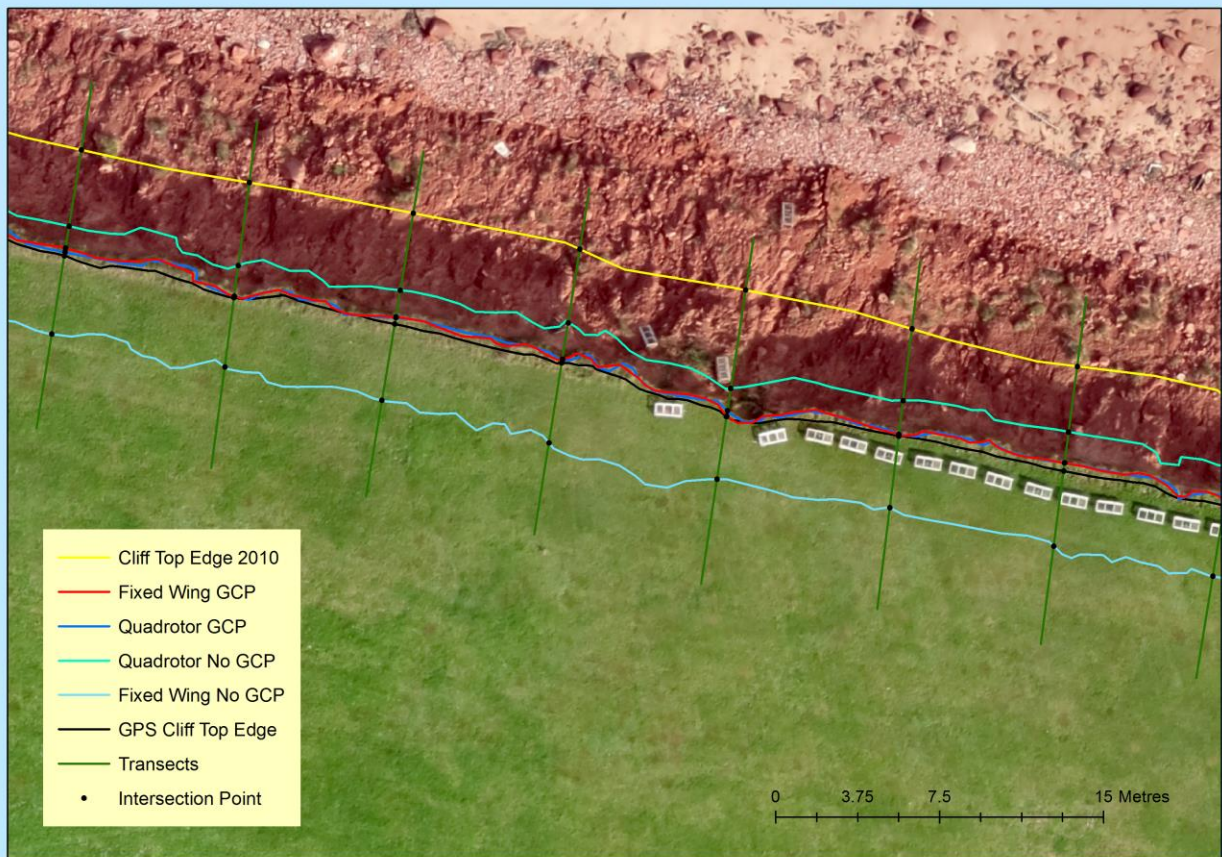 Cliff Top Edge 2010
Fixed Wing GCP
Quadrotor GCP
Quadrotor No GCP
Fixed Wing No GCP
GPS Cliff Top Edge
Transects
Intersection Point
0 3.75 7.5 15 Metres